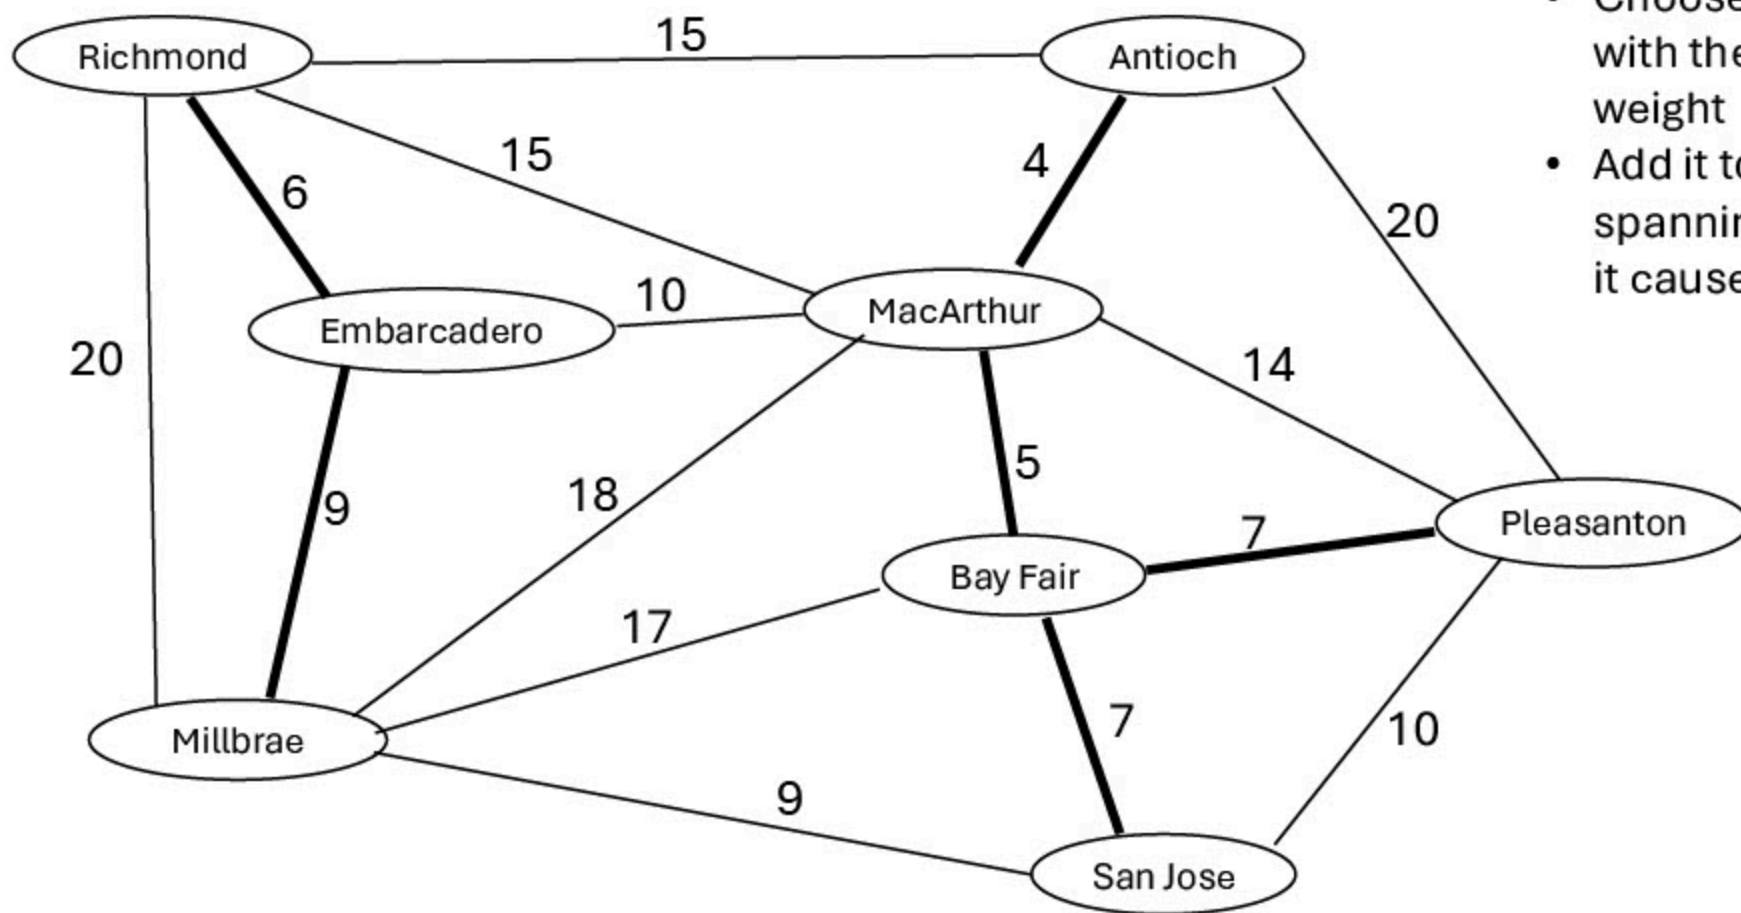 Richmond
15
Antioch
• Choose
with the
weight
• Add it to
spannin
it cause
6
15
4
20
10
MacArthur
Embarcadero
20
14
5
18
9
7
Pleasanton
Bay Fair
17
7
10
Millbrae
9
San Jose